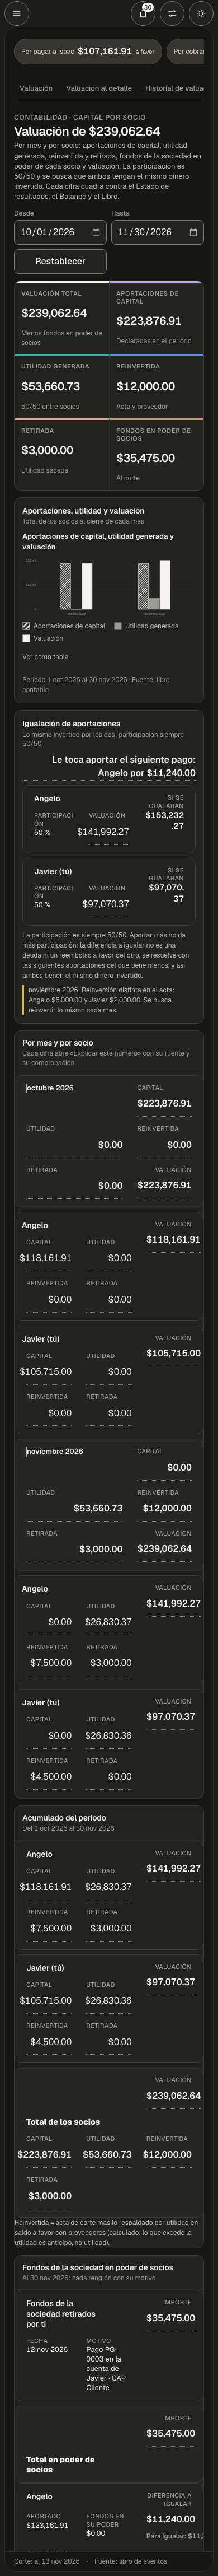 30
Por pagar a Isaac $107,161.91 a favor
Por cobrar
Valuación Valuación al detalle Historial de valua
CONTABILIDAD · CAPITAL POR SOCIO
Valuación de $239,062.64
Por mes y por socio: aportaciones de capital, utilidad
generada, reinvertida y retirada, fondos de la sociedad en
poder de cada socio y valuación. La participación es
50/50 y se busca que ambos tengan el mismo dinero
invertido. Cada cifra cuadra contra el Estado de
resultados, el Balance y el Libro.
Desde Hasta
10/01/2026 11/30/2026
Restablecer
VALUACIÓN TOTAL
$239,062.64
Menos fondos en poder de
socios
APORTACIONES DE
CAPITAL
$223,876.91
Declaradas en el periodo
UTILIDAD GENERADA
$53,660.73
50/50 entre socios
REINVERTIDA
$12,000.00
Acta y proveedor
RETIRADA
$3,000.00
Utilidad sacada
FONDOS EN PODER DE
SOCIOS
$35,475.00
Al corte
Aportaciones, utilidad y valuación
Total de los socios al cierre de cada mes
Aportaciones de capital, utilidad generada y
valuación
Aportaciones de capital Utilidad generada
Valuación
Ver como tabla
Periodo 1 oct 2026 al 30 nov 2026 · Fuente: libro
contable
Igualación de aportaciones
Lo mismo invertido por los dos; participación siempre
50/50
Le toca aportar el siguiente pago:
Angelo por $11,240.00
Angelo
PARTICIPACI
ÓN
50 %
VALUACIÓN
$141,992.27
SI SE
IGUALARAN
$153,232
.27
Javier (tú)
PARTICIPACI
ÓN
50 %
VALUACIÓN
$97,070.37
SI SE
IGUALARAN
$97,070.
37
La participación es siempre 50/50. Aportar más no da
más participación: la diferencia a igualar no es una
deuda ni un reembolso a favor del otro, se resuelve con
las siguientes aportaciones del que tiene menos, y así
ambos tienen el mismo dinero invertido.
noviembre 2026: Reinversión distinta en el acta:
Angelo $5,000.00 y Javier $2,000.00. Se busca
reinvertir lo mismo cada mes.
Por mes y por socio
Cada cifra abre «Explicar este número» con su fuente y
su comprobación
octubre 2026
CAPITAL
$223,876.91
UTILIDAD
$0.00
REINVERTIDA
$0.00
RETIRADA
$0.00
VALUACIÓN
$223,876.91
Angelo
CAPITAL
$118,161.91
UTILIDAD
$0.00
VALUACIÓN
$118,161.91
REINVERTIDA
$0.00
RETIRADA
$0.00
Javier (tú)
CAPITAL
$105,715.00
UTILIDAD
$0.00
VALUACIÓN
$105,715.00
REINVERTIDA
$0.00
RETIRADA
$0.00
noviembre 2026
CAPITAL
$0.00
UTILIDAD
$53,660.73
REINVERTIDA
$12,000.00
RETIRADA
$3,000.00
VALUACIÓN
$239,062.64
Angelo
CAPITAL
$0.00
UTILIDAD
$26,830.37
VALUACIÓN
$141,992.27
REINVERTIDA
$7,500.00
RETIRADA
$3,000.00
Javier (tú)
CAPITAL
$0.00
UTILIDAD
$26,830.36
VALUACIÓN
$97,070.37
REINVERTIDA
$4,500.00
RETIRADA
$0.00
Acumulado del periodo
Del 1 oct 2026 al 30 nov 2026
Angelo
CAPITAL
$118,161.91
UTILIDAD
$26,830.37
VALUACIÓN
$141,992.27
REINVERTIDA
$7,500.00
RETIRADA
$3,000.00
Javier (tú)
CAPITAL
$105,715.00
UTILIDAD
$26,830.36
VALUACIÓN
$97,070.37
REINVERTIDA
$4,500.00
RETIRADA
$0.00
VALUACIÓN
$239,062.64
Total de los socios
CAPITAL
$223,876.91
UTILIDAD
$53,660.73
REINVERTIDA
$12,000.00
RETIRADA
$3,000.00
Reinvertida = acta de corte más lo respaldado por utilidad en
saldo a favor con proveedores (calculado: lo que excede la
utilidad es anticipo, no utilidad).
Fondos de la sociedad en poder de socios
Al 30 nov 2026: cada renglón con su motivo
Fondos de la
sociedad retirados
por ti
IMPORTE
$35,475.00
FECHA
12 nov 2026
MOTIVO
Pago PG-
0003 en la
cuenta de
Javier · CAP
Cliente
IMPORTE
$35,475.00
Total en poder de
socios
Angelo
DIFERENCIA A
IGUALAR
$11,240.00
Para igualar: $11,2
APORTADO
$123,161.91
FONDOS EN
SU PODER
$0.00
Corte: al 13 nov 2026 · Fuente: libro de eventos